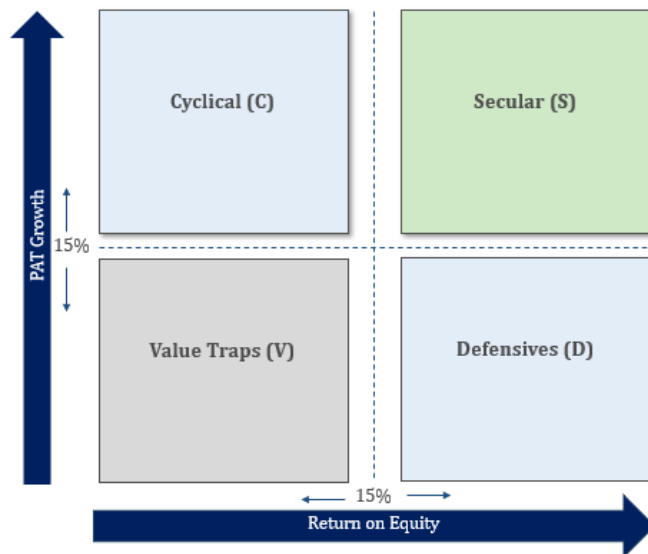 Cyclical (C)
Secular (S)
PAT Growth
15%
Value Traps (V)
Defensives (D)
15%
Return on Equity